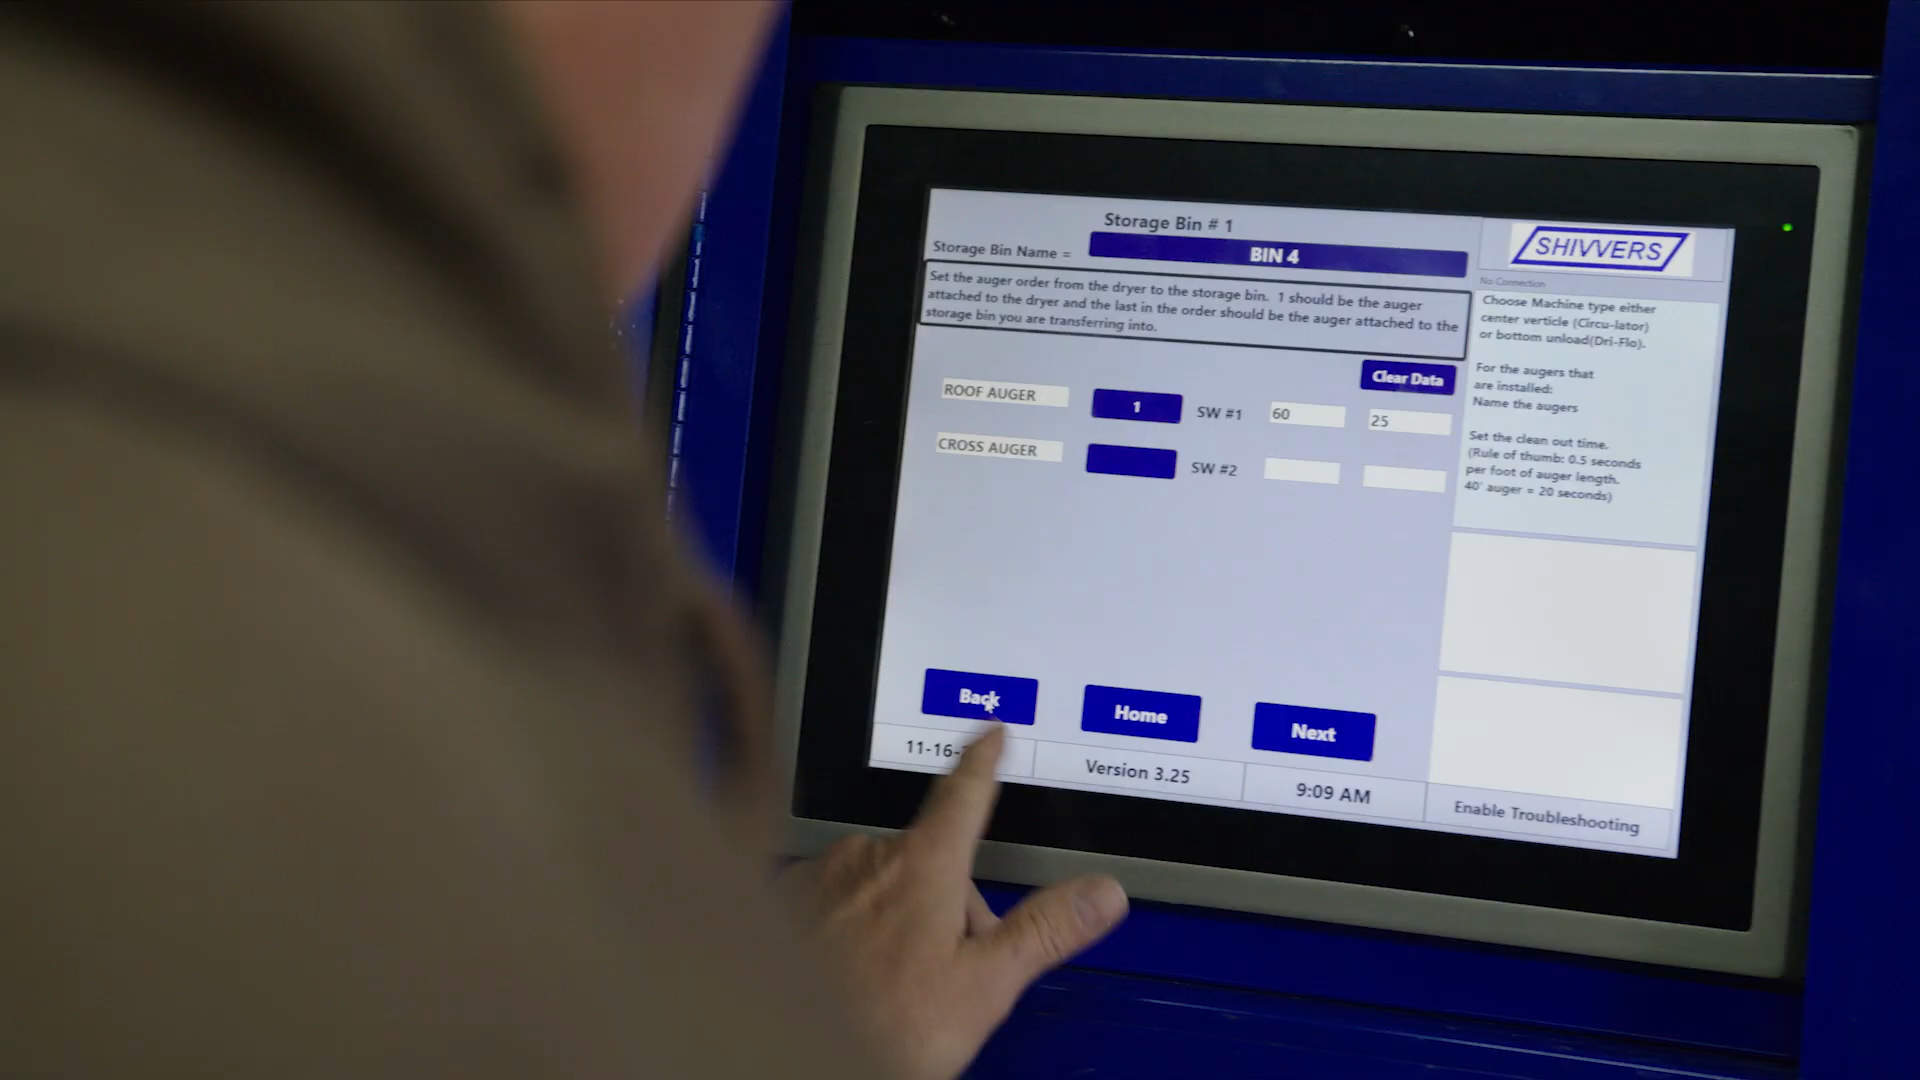 Storage Bin # 1
Storage Bin Name =
BIN 4
Set the auger order from the dryer to the storage bin. 1 should be the auger
attached to the dryer and the last in the order should be the auger attached to the
storage bin you are transferring into.
Clear Data
ROOF AUGER
1
SW #1
60
25
CROSS AUGER
SW #2
Back
Home
Next
11-16-
Version 3.25
9:09 AM
SHIVVERS
No Connection
Choose Machine type either
center verticle (Circu-lator)
or bottom unload(Dri-Flo).
For the augers that
are installed:
Name the augers
Set the clean out time.
(Rule of thumb: 0.5 seconds
per foot of auger length.
40' auger = 20 seconds)
Enable Troubleshooting